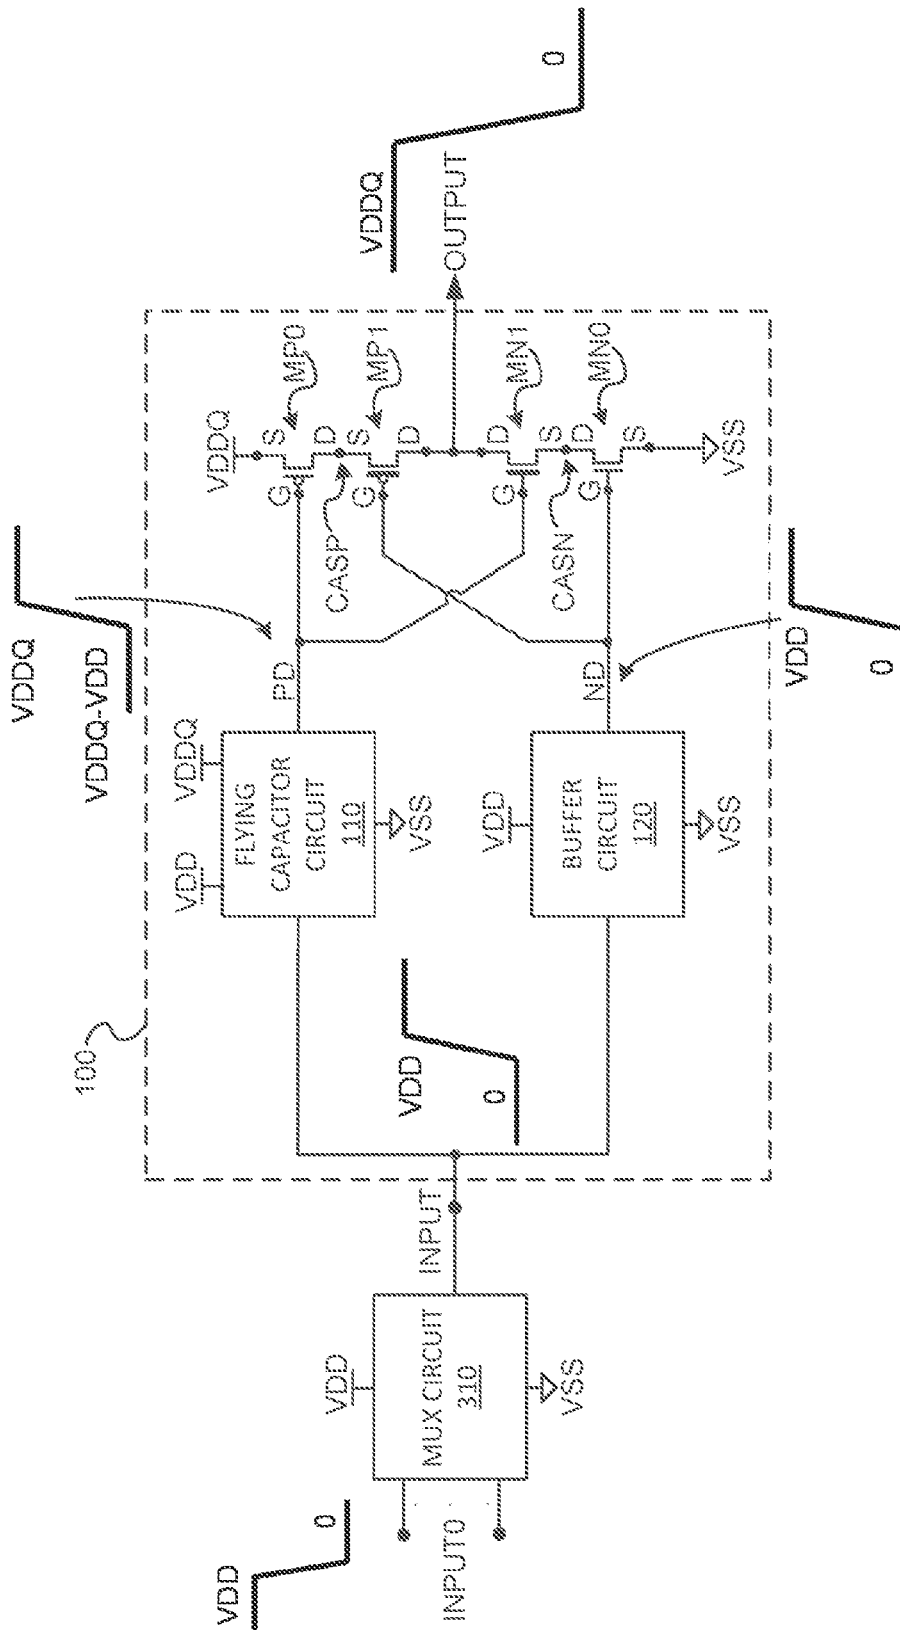 VDD
0
INPUT0
VDD
MUX CIRCUIT
310
VSS
INPUT
100
VDD
0
VDD
VDDQ
FLYING
CAPACITOR
CIRCUIT
110
VSS
VDD
BUFFER
CIRCUIT
120
VSS
VDDQ
VDDQ-VDD
PD
ND
VDD
0
VDDQ
S
G
D
MP0
CASP
S
G
D
MP1
D
G
S
MN1
CASN
D
G
S
MN0
VSS
OUTPUT
VDDQ
0